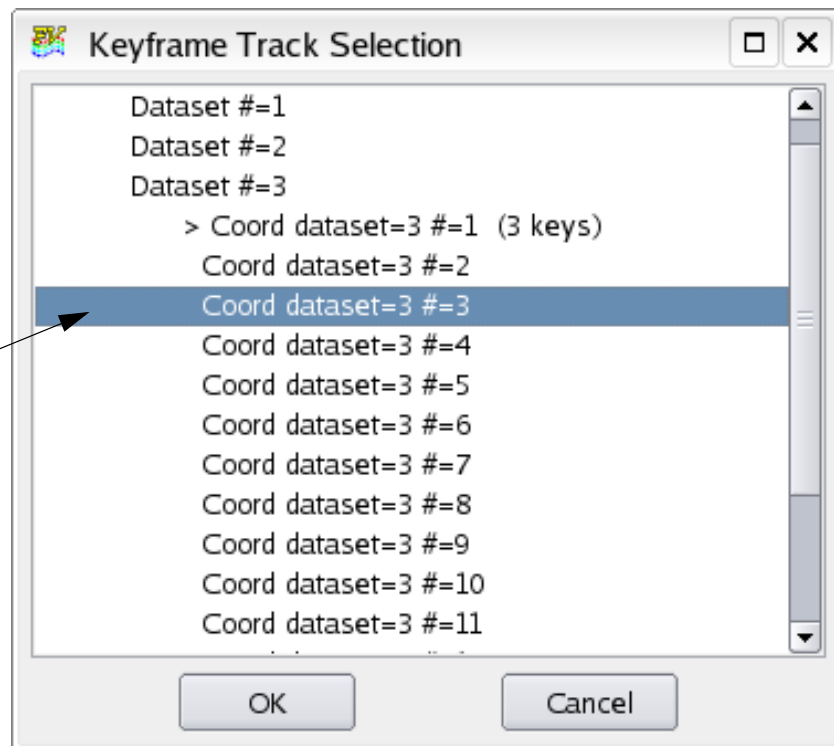 Keyframe Track Selection
Dataset #=1
Dataset #=2
Dataset #=3
> Coord dataset=3 #=1 (3 keys)
Coord dataset=3 #=2
Coord dataset=3 #=3
Coord dataset=3 #=4
Coord dataset=3 #=5
Coord dataset=3 #=6
Coord dataset=3 #=7
Coord dataset=3 #=8
Coord dataset=3 #=9
Coord dataset=3 #=10
Coord dataset=3 #=11
OK
Cancel